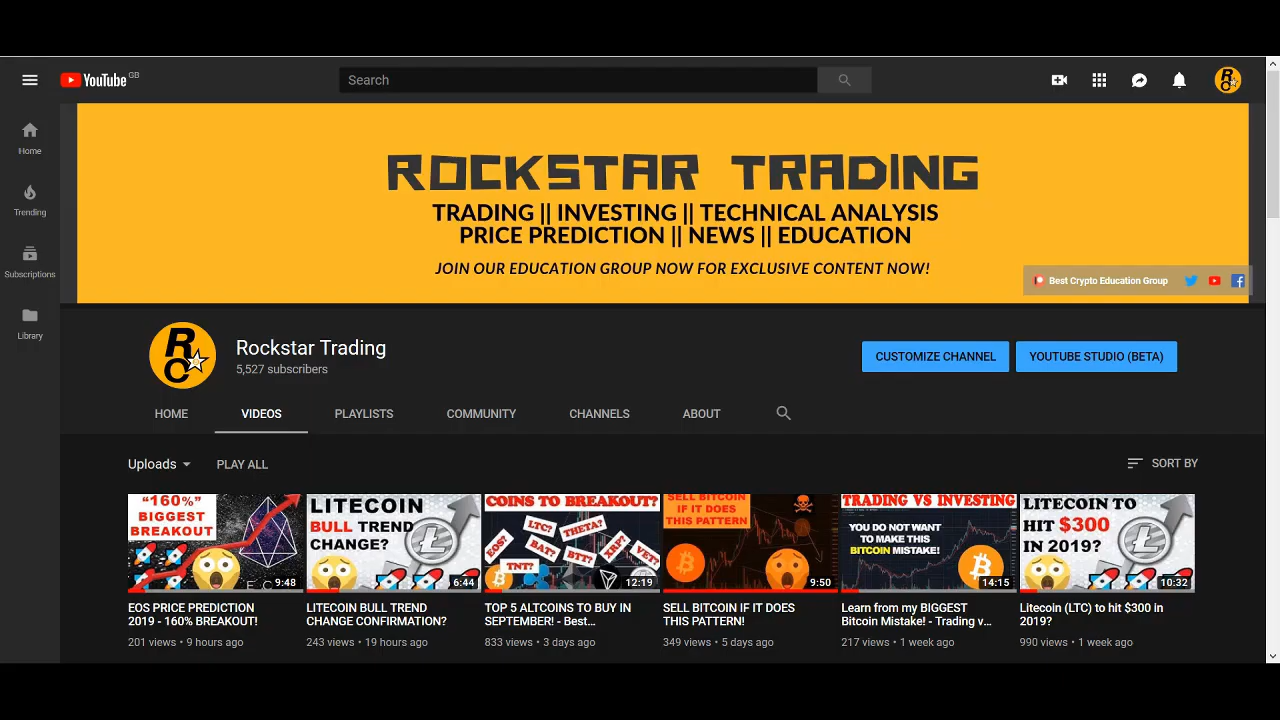 YouTube GB
Search
Home
Trending
Subscriptions
Library
ROCKSTAR TRADING
TRADING || INVESTING || TECHNICAL ANALYSIS
PRICE PREDICTION || NEWS || EDUCATION
JOIN OUR EDUCATION GROUP NOW FOR EXCLUSIVE CONTENT NOW!
Best Crypto Education Group
Rockstar Trading
5,527 subscribers
CUSTOMIZE CHANNEL
YOUTUBE STUDIO (BETA)
HOME VIDEOS PLAYLISTS COMMUNITY CHANNELS ABOUT
Uploads PLAY ALL
SORT BY
"160%"
BIGGEST
BREAKOUT
9:48
EOS PRICE PREDICTION
2019 - 160% BREAKOUT!
201 views • 9 hours ago
LITECOIN
BULL TREND
CHANGE?
6:44
LITECOIN BULL TREND
CHANGE CONFIRMATION?
243 views • 19 hours ago
COINS TO BREAKOUT?
LTC?
THETA?
EOS?
BAT?
BTT?
XRP?
VET?
TNT?
12:19
TOP 5 ALTCOINS TO BUY IN
SEPTEMBER! - Best...
833 views • 3 days ago
SELL BITCOIN
IF IT DOES
THIS PATTERN
9:50
SELL BITCOIN IF IT DOES
THIS PATTERN!
349 views • 5 days ago
TRADING VS INVESTING
YOU DO NOT WANT
TO MAKE THIS
BITCOIN MISTAKE!
14:15
Learn from my BIGGEST
Bitcoin Mistake! - Trading v...
217 views • 1 week ago
LITECOIN TO
HIT $300
IN 2019?
10:32
Litecoin (LTC) to hit $300 in
2019?
990 views • 1 week ago